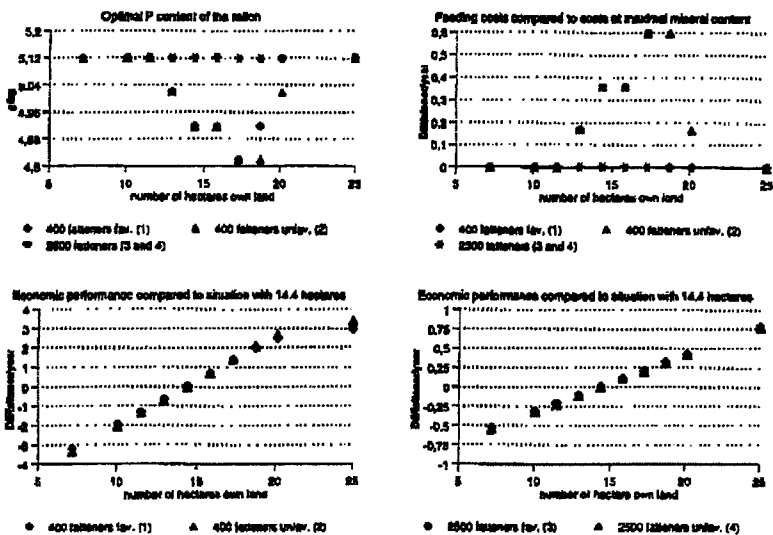 Optimal P content of the ration
5,2
5,12
5,04
4,96
4,88
4,8
g/kg
5 10 15 20 25
number of hectares own land
400 fatteners fav. (1) 400 fatteners unfav. (2)
2500 fatteners (3 and 4)
Feeding costs compared to costs at maximal mineral content
0,6
0,5
0,4
0,3
0,2
0,1
0
5 10 15 20 25
number of hectares own land
400 fatteners fav. (1) 400 fatteners unfav. (2)
2500 fatteners (3 and 4)
Economic performance compared to situation with 14.4 hectares
4
3
2
1
0
-1
-2
-3
-4
5 10 15 20 25
number of hectares own land
400 fatteners fav. (1) 400 fatteners unfav. (2)
Economic performance compared to situation with 14.4 hectares
1
0,75
0,5
0,25
0
-0,25
-0,5
-0,75
-1
5 10 15 20 25
number of hectare own land
2500 fatteners fav. (3) 2500 fatteners unfav. (4)